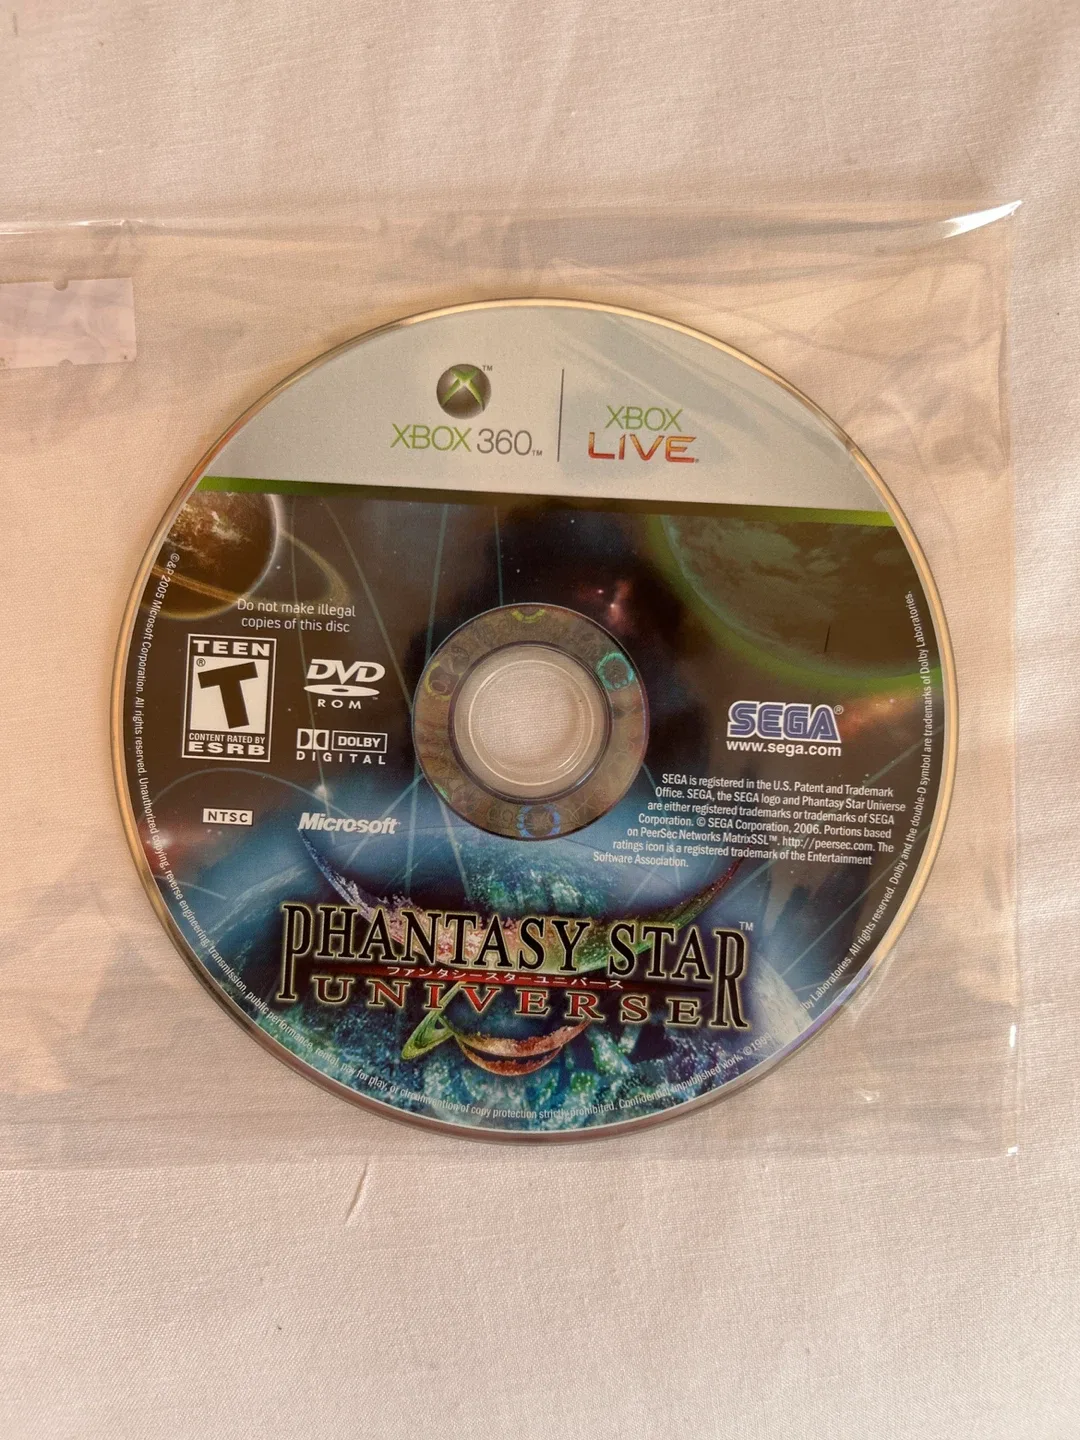 XBOX 360™
XBOX
LIVE®
Do not make illegal
copies of this disc
TEEN
®
T
CONTENT RATED BY
ESRB
DVD
ROM
DOLBY
DIGITAL
NTSC
Microsoft®
SEGA®
www.sega.com
SEGA is registered in the U.S. Patent and Trademark
Office. SEGA, the SEGA logo and Phantasy Star Universe
are either registered trademarks or trademarks of SEGA
Corporation. © SEGA Corporation, 2006. Portions based
on PeerSec Networks MatrixSSL™. http://peersec.com. The
ratings icon is a registered trademark of the Entertainment
Software Association.
PHANTASY STAR™
ファンタシースターユニバース
UNIVERSE
©&℗ 2005 Microsoft Corporation. All rights reserved. Unauthorized copying, reverse engineering, transmission, public performance, rental, pay for play, or circumvention of copy protection strictly prohibited. Confidential unpublished work. Laboratories. All rights reserved. Dolby and the double-D symbol are trademarks of Dolby Laboratories.